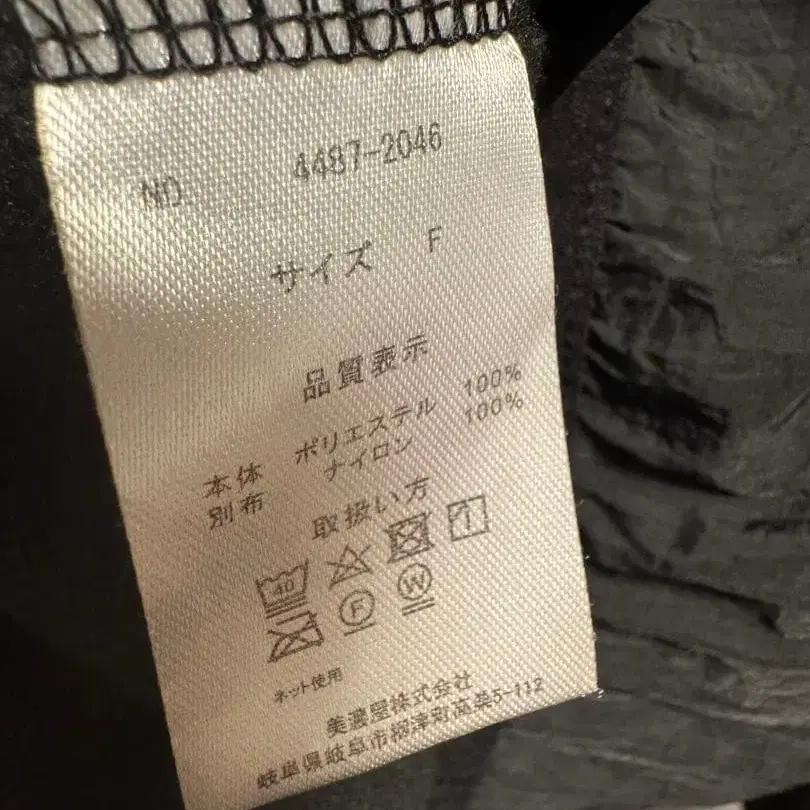 NO. 4487-2046
サイズ F
品質表示
本体 ポリエステル 100%
別布 ナイロン 100%
取扱い方
40
F W
ネット使用
美濃屋株式会社
岐阜県岐阜市柳津町高桑5-112